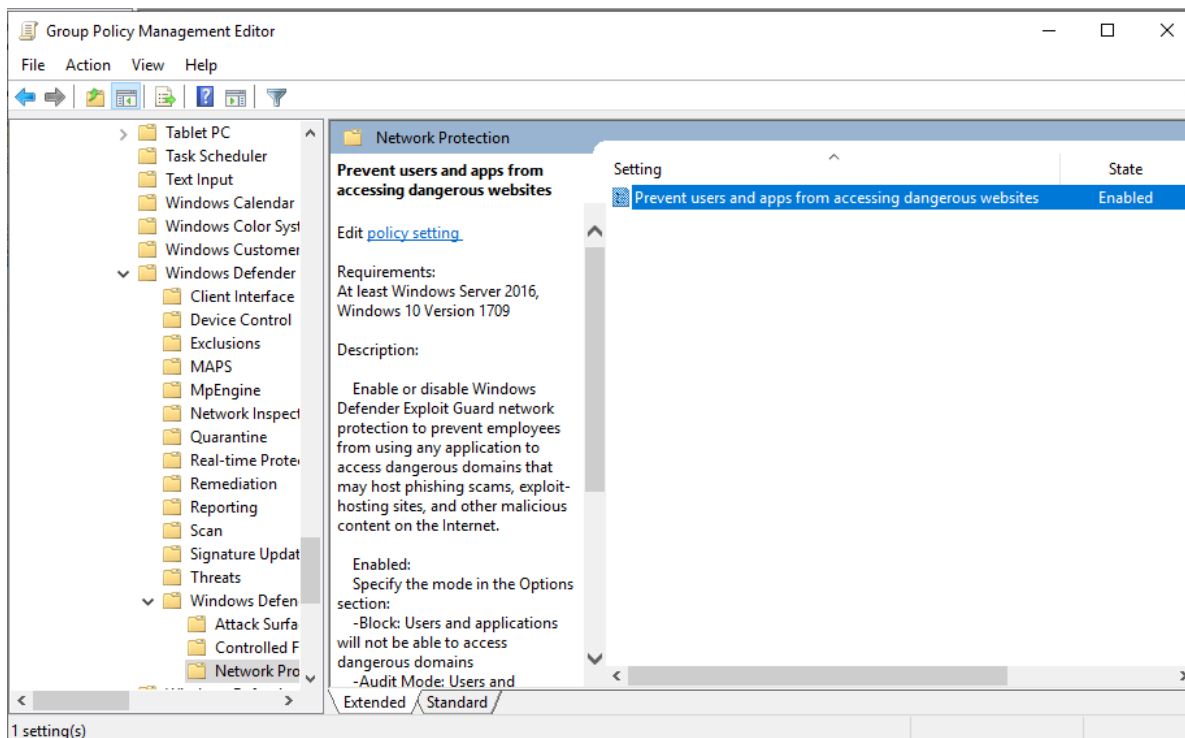 Group Policy Management Editor
File Action View Help
Tablet PC
Task Scheduler
Text Input
Windows Calendar
Windows Color Syst
Windows Customer
Windows Defender
Client Interface
Device Control
Exclusions
MAPS
MpEngine
Network Inspect
Quarantine
Real-time Prote
Remediation
Reporting
Scan
Signature Updat
Threats
Windows Defen
Attack Surfa
Controlled F
Network Pro
Network Protection
Prevent users and apps from
accessing dangerous websites
Edit policy setting
Requirements:
At least Windows Server 2016,
Windows 10 Version 1709
Description:
Enable or disable Windows
Defender Exploit Guard network
protection to prevent employees
from using any application to
access dangerous domains that
may host phishing scams, exploit-
hosting sites, and other malicious
content on the Internet.
Enabled:
Specify the mode in the Options
section:
-Block: Users and applications
will not be able to access
dangerous domains
-Audit Mode: Users and
Setting State
Prevent users and apps from accessing dangerous websites Enabled
Extended Standard
1 setting(s)